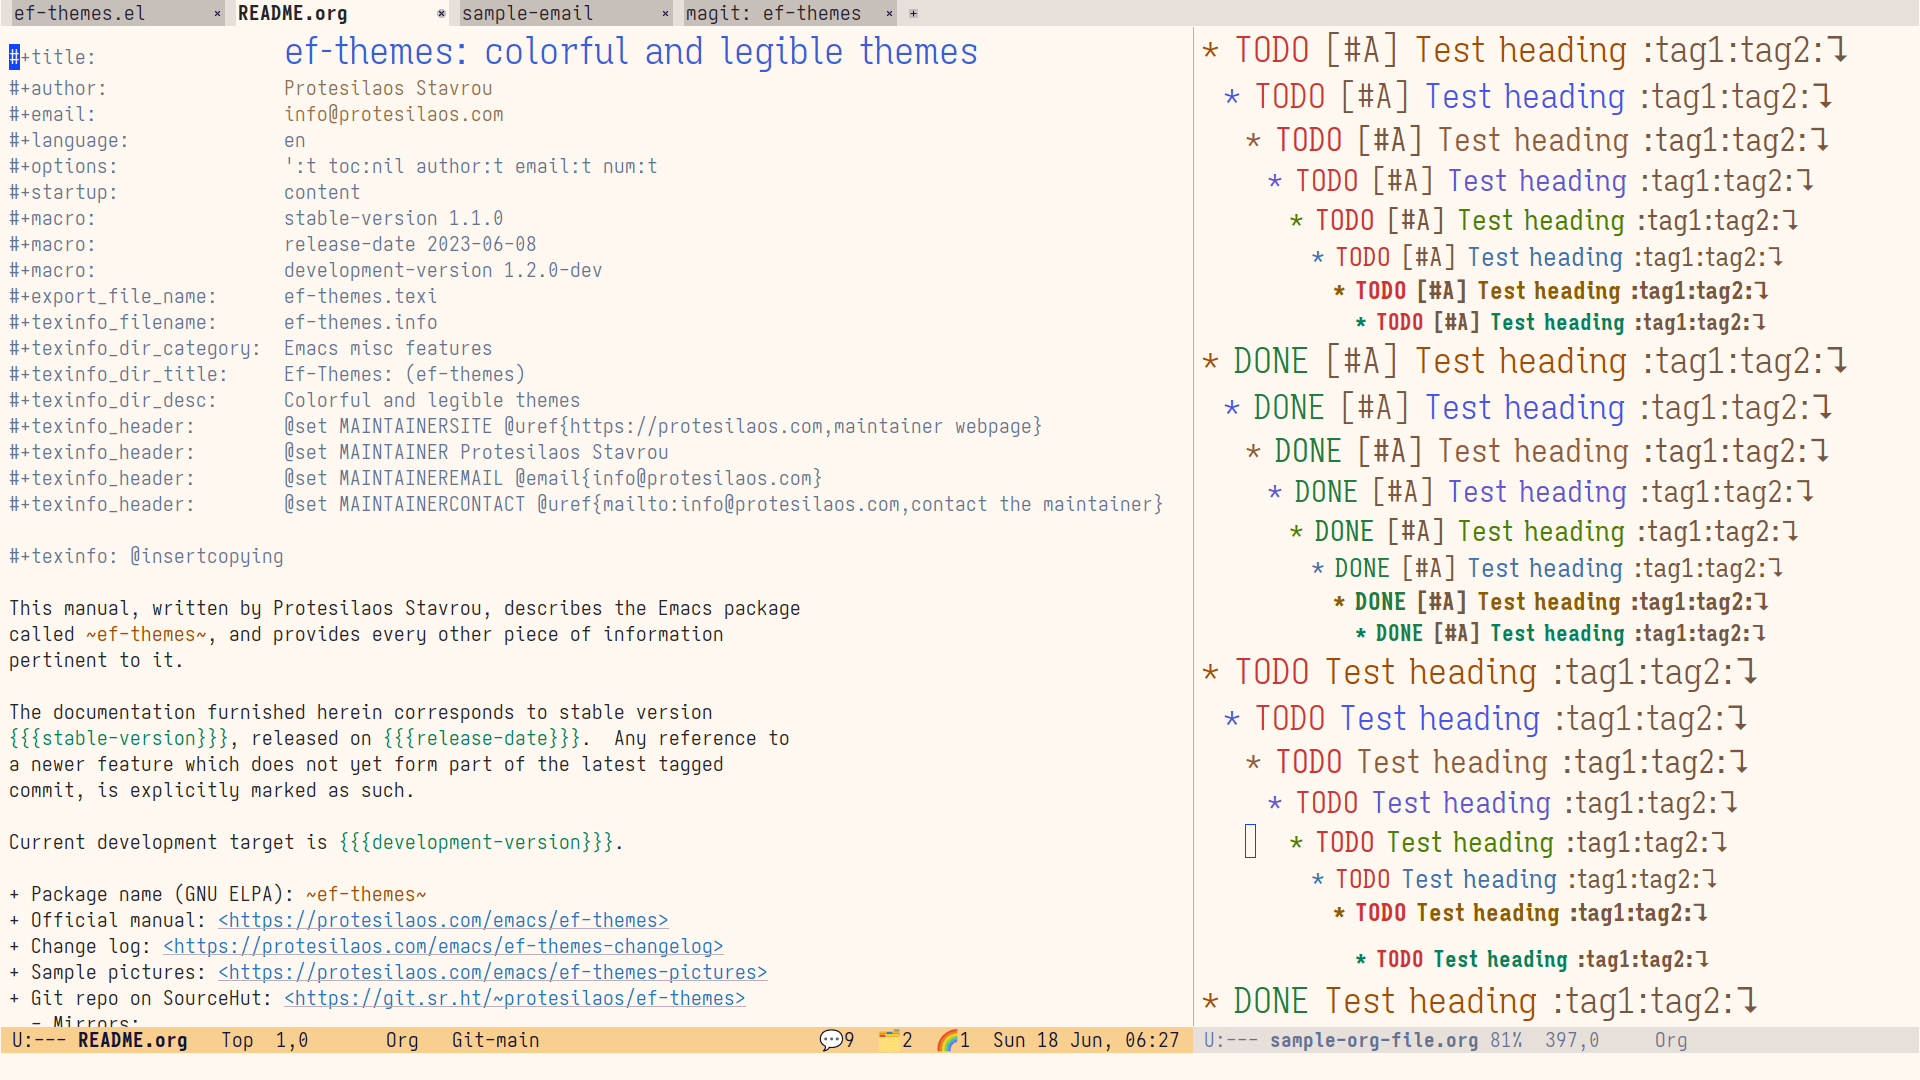 ef-themes.el × README.org × sample-email × magit: ef-themes × +
#+title: ef-themes: colorful and legible themes
#+author: Protesilaos Stavrou
#+email: info@protesilaos.com
#+language: en
#+options: ':t toc:nil author:t email:t num:t
#+startup: content
#+macro: stable-version 1.1.0
#+macro: release-date 2023-06-08
#+macro: development-version 1.2.0-dev
#+export_file_name: ef-themes.texi
#+texinfo_filename: ef-themes.info
#+texinfo_dir_category: Emacs misc features
#+texinfo_dir_title: Ef-Themes: (ef-themes)
#+texinfo_dir_desc: Colorful and legible themes
#+texinfo_header: @set MAINTAINERSITE @uref{https://protesilaos.com,maintainer webpage}
#+texinfo_header: @set MAINTAINER Protesilaos Stavrou
#+texinfo_header: @set MAINTAINEREMAIL @email{info@protesilaos.com}
#+texinfo_header: @set MAINTAINERCONTACT @uref{mailto:info@protesilaos.com,contact the maintainer}
#+texinfo: @insertcopying
This manual, written by Protesilaos Stavrou, describes the Emacs package
called ~ef-themes~, and provides every other piece of information
pertinent to it.
The documentation furnished herein corresponds to stable version
{{{stable-version}}}, released on {{{release-date}}}.  Any reference to
a newer feature which does not yet form part of the latest tagged
commit, is explicitly marked as such.
Current development target is {{{development-version}}}.
+ Package name (GNU ELPA): ~ef-themes~
+ Official manual: <https://protesilaos.com/emacs/ef-themes>
+ Change log: <https://protesilaos.com/emacs/ef-themes-changelog>
+ Sample pictures: <https://protesilaos.com/emacs/ef-themes-pictures>
+ Git repo on SourceHut: <https://git.sr.ht/~protesilaos/ef-themes>
- Mirrors:
U:--- README.org Top 1,0 Org Git-main 💬9 🗂️2 🌈1 Sun 18 Jun, 06:27
* TODO [#A] Test heading :tag1:tag2:⤵
* TODO [#A] Test heading :tag1:tag2:⤵
* TODO [#A] Test heading :tag1:tag2:⤵
* TODO [#A] Test heading :tag1:tag2:⤵
* TODO [#A] Test heading :tag1:tag2:⤵
* TODO [#A] Test heading :tag1:tag2:⤵
* TODO [#A] Test heading :tag1:tag2:⤵
* TODO [#A] Test heading :tag1:tag2:⤵
* DONE [#A] Test heading :tag1:tag2:⤵
* DONE [#A] Test heading :tag1:tag2:⤵
* DONE [#A] Test heading :tag1:tag2:⤵
* DONE [#A] Test heading :tag1:tag2:⤵
* DONE [#A] Test heading :tag1:tag2:⤵
* DONE [#A] Test heading :tag1:tag2:⤵
* DONE [#A] Test heading :tag1:tag2:⤵
* DONE [#A] Test heading :tag1:tag2:⤵
* TODO Test heading :tag1:tag2:⤵
* TODO Test heading :tag1:tag2:⤵
* TODO Test heading :tag1:tag2:⤵
* TODO Test heading :tag1:tag2:⤵
* TODO Test heading :tag1:tag2:⤵
* TODO Test heading :tag1:tag2:⤵
* TODO Test heading :tag1:tag2:⤵
* TODO Test heading :tag1:tag2:⤵
* DONE Test heading :tag1:tag2:⤵
U:--- sample-org-file.org 81% 397,0 Org